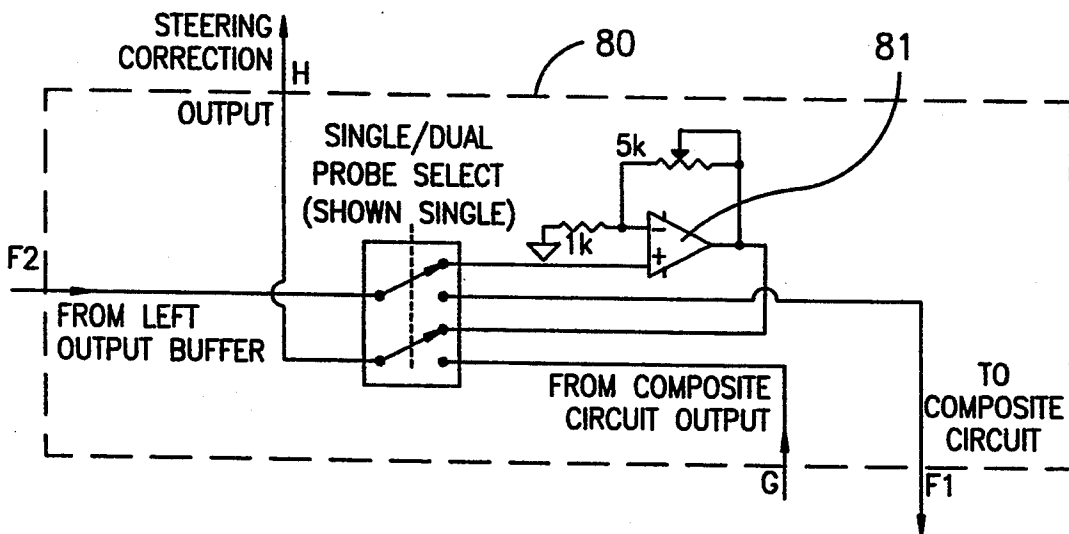 STEERING
CORRECTION
H
OUTPUT
80
81
SINGLE/DUAL
PROBE SELECT
(SHOWN SINGLE)
5k
1k
-
+
F2
FROM LEFT
OUTPUT BUFFER
FROM COMPOSITE
CIRCUIT OUTPUT
TO
COMPOSITE
CIRCUIT
G
F1